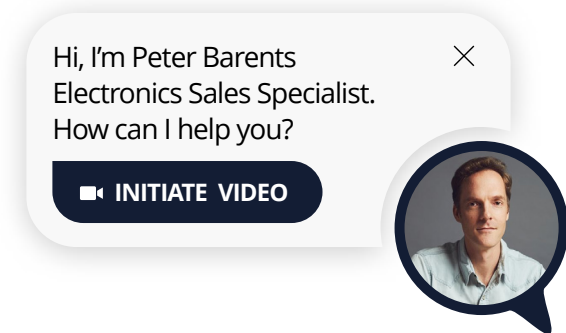 Hi, I’m Peter Barents
Electronics Sales Specialist.
How can I help you?
INITIATE VIDEO